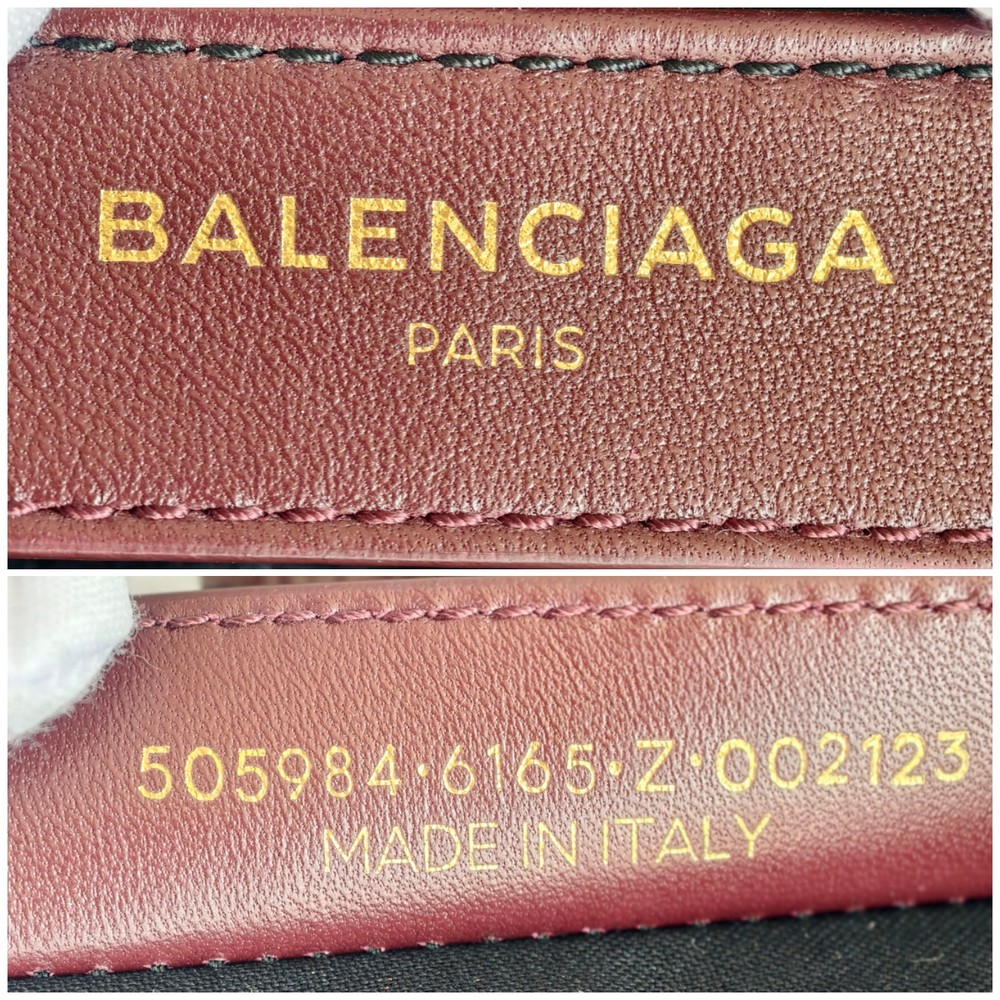 BALENCIAGA
PARIS
505984·6165·Z·002123
MADE IN ITALY